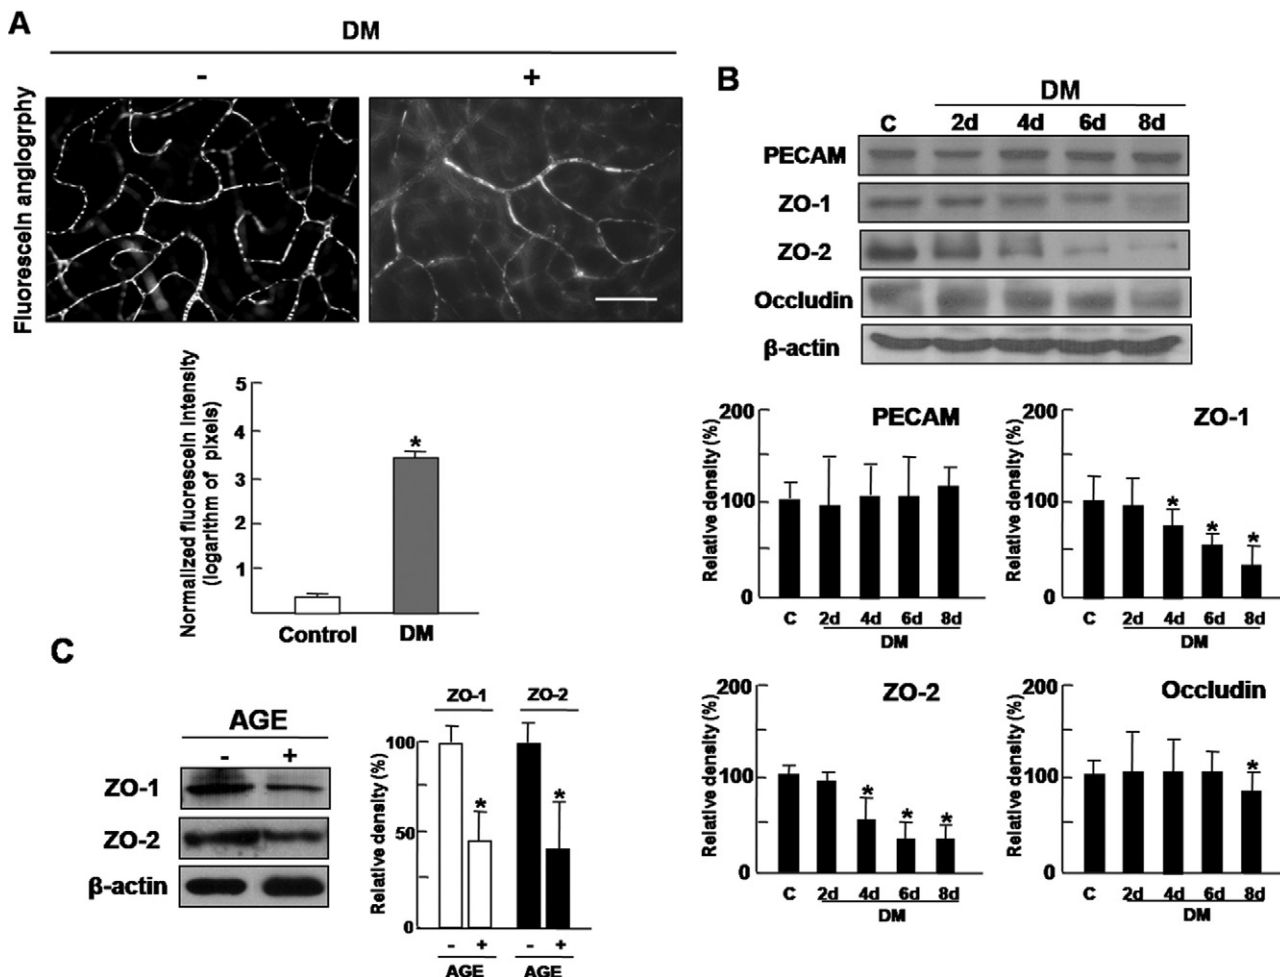 A
DM
- +
Fluorescein angiogrphy
Normalized fluorescein intensity
(logarithm of pixels)
5
4
3
2
1
*
Control DM
B
DM
C 2d 4d 6d 8d
PECAM
ZO-1
ZO-2
Occludin
β-actin
PECAM
Relative density (%)
200
100
0
C 2d 4d 6d 8d
DM
ZO-1
Relative density (%)
200
100
0
* * *
C 2d 4d 6d 8d
DM
ZO-2
Relative density (%)
200
100
0
* * *
C 2d 4d 6d 8d
DM
Occludin
Relative density (%)
200
100
0
*
C 2d 4d 6d 8d
DM
C
AGE
- +
ZO-1
ZO-2
β-actin
ZO-1 ZO-2
Relative density (%)
100
50
0
* *
- + - +
AGE AGE